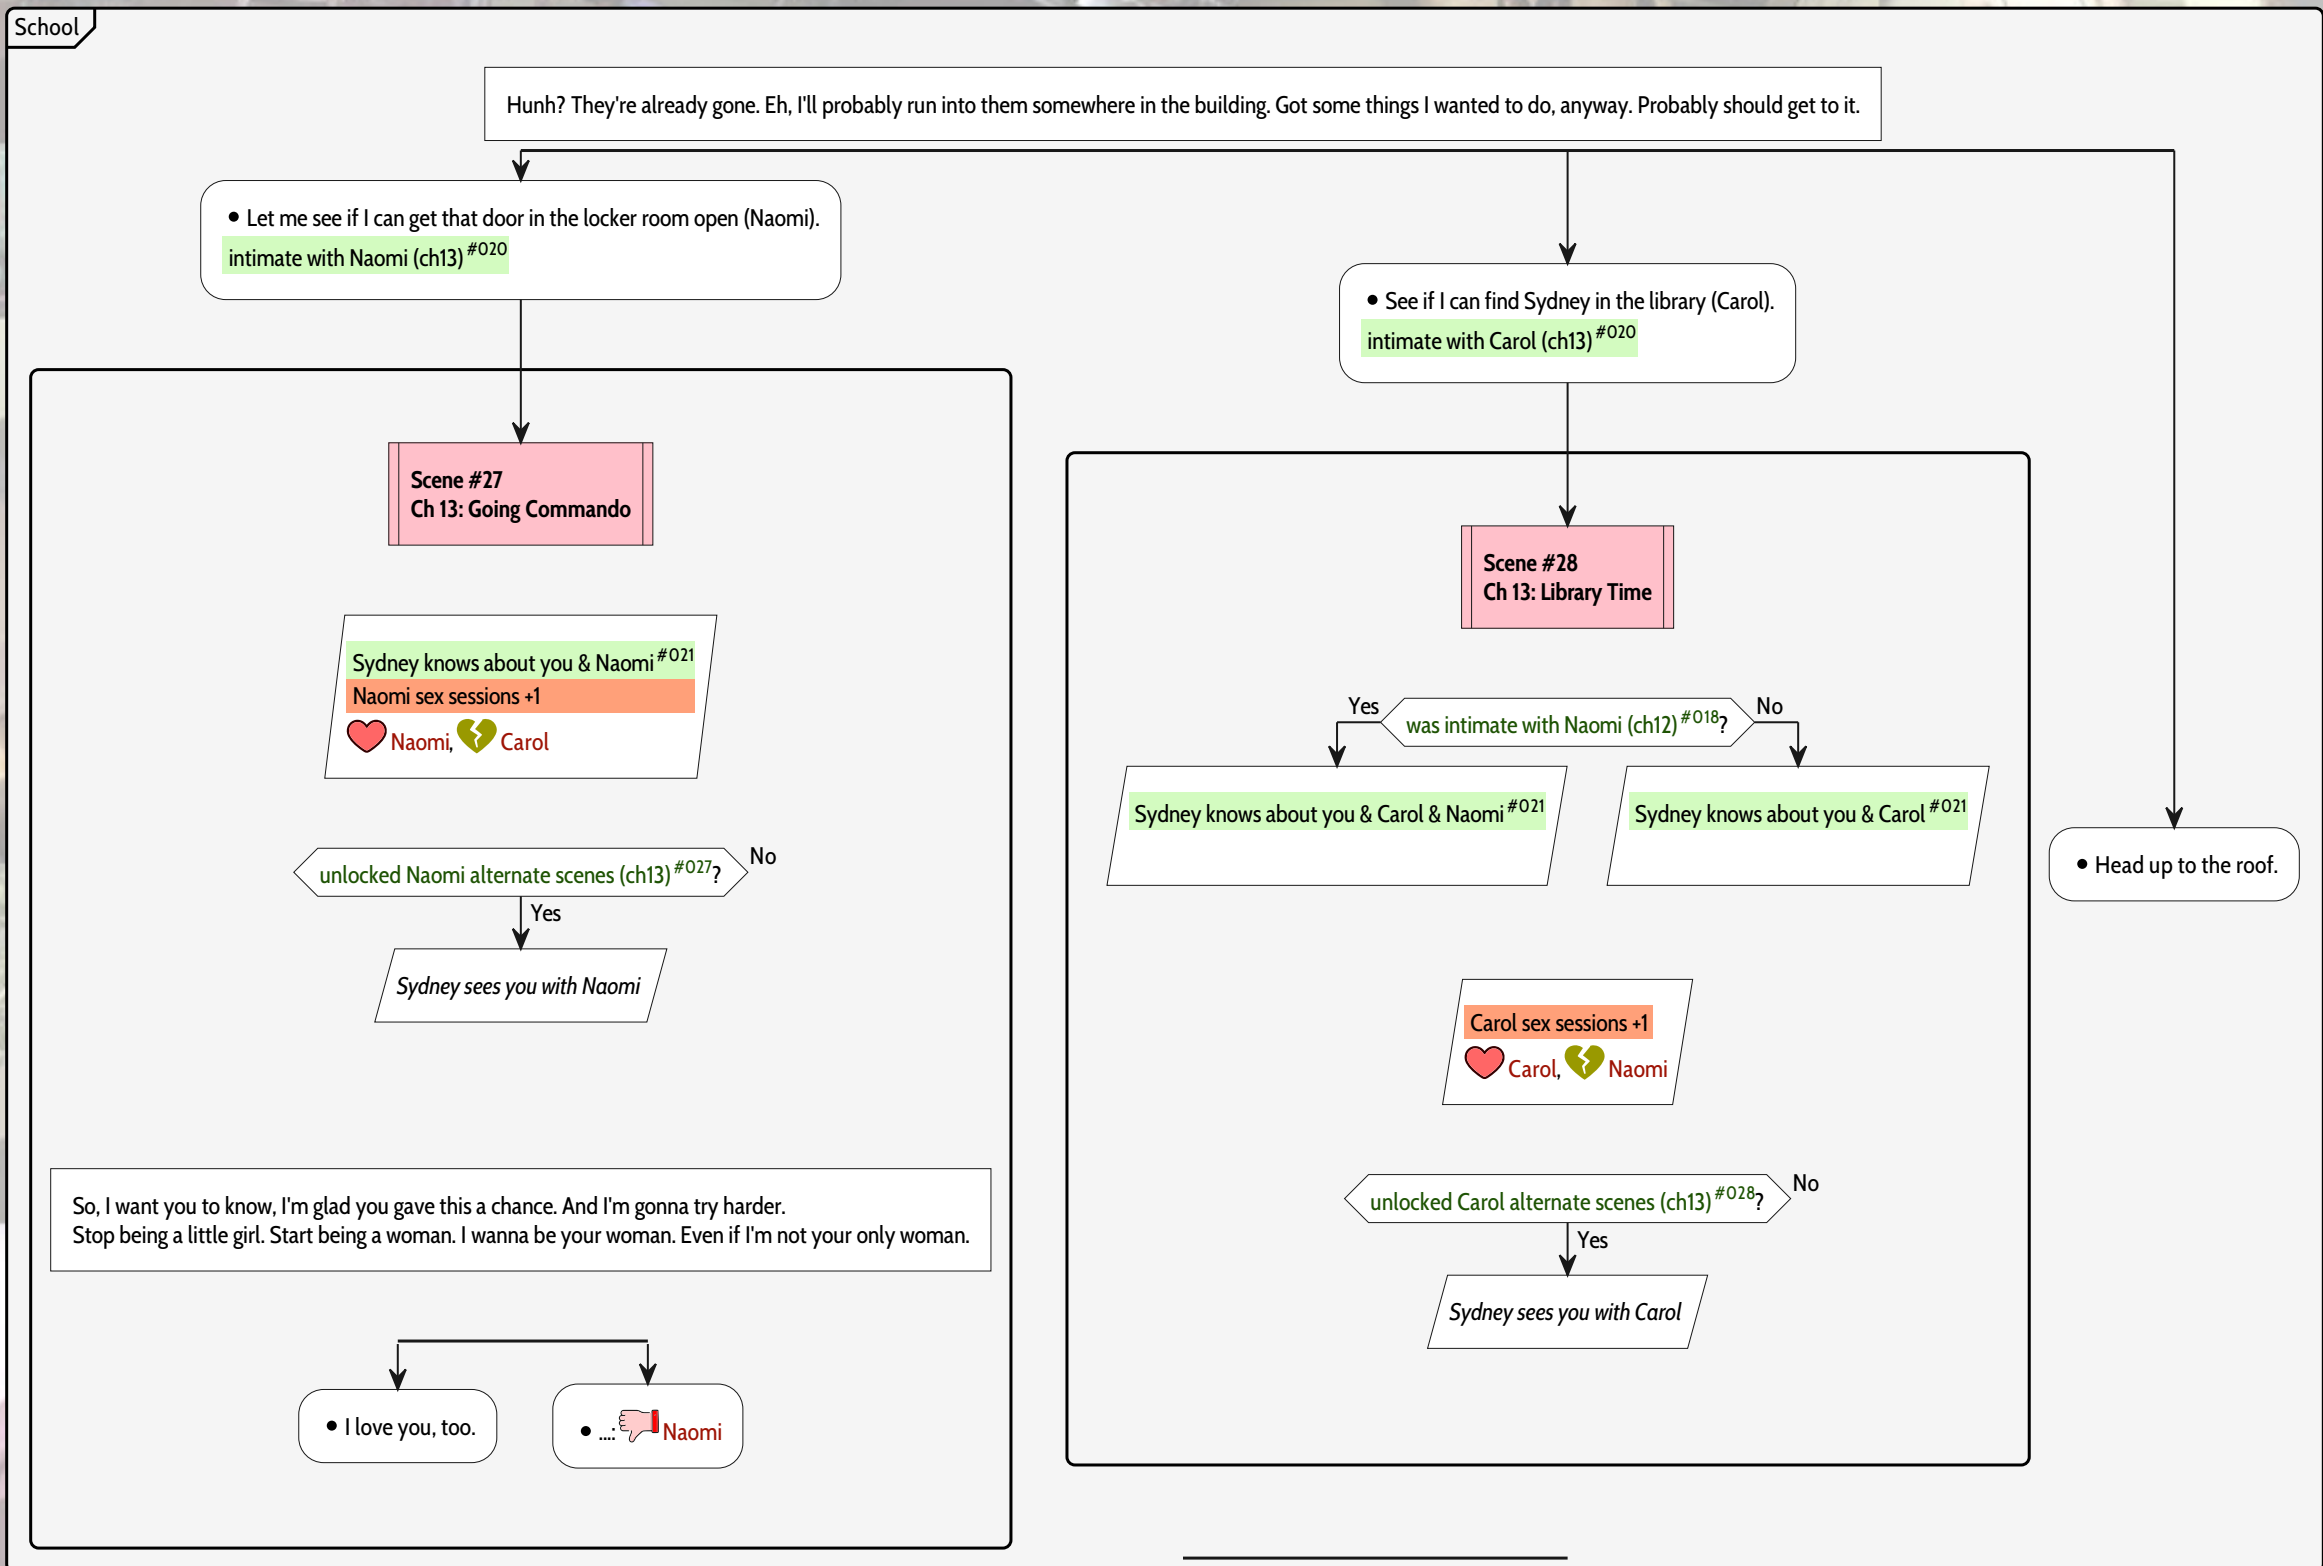 School
Hunh? They're already gone. Eh, I'll probably run into them somewhere in the building. Got some things I wanted to do, anyway. Probably should get to it.
• Let me see if I can get that door in the locker room open (Naomi).
intimate with Naomi (ch13) #020
Scene #27
Ch 13: Going Commando
Sydney knows about you & Naomi #021
Naomi sex sessions +1
Naomi, Carol
unlocked Naomi alternate scenes (ch13) #027?
No
Yes
Sydney sees you with Naomi
So, I want you to know, I'm glad you gave this a chance. And I'm gonna try harder.
Stop being a little girl. Start being a woman. I wanna be your woman. Even if I'm not your only woman.
• I love you, too.
• ...: Naomi
• See if I can find Sydney in the library (Carol).
intimate with Carol (ch13) #020
Scene #28
Ch 13: Library Time
Yes
was intimate with Naomi (ch12) #018?
No
Sydney knows about you & Carol & Naomi #021
Sydney knows about you & Carol #021
Carol sex sessions +1
Carol, Naomi
unlocked Carol alternate scenes (ch13) #028?
No
Yes
Sydney sees you with Carol
• Head up to the roof.